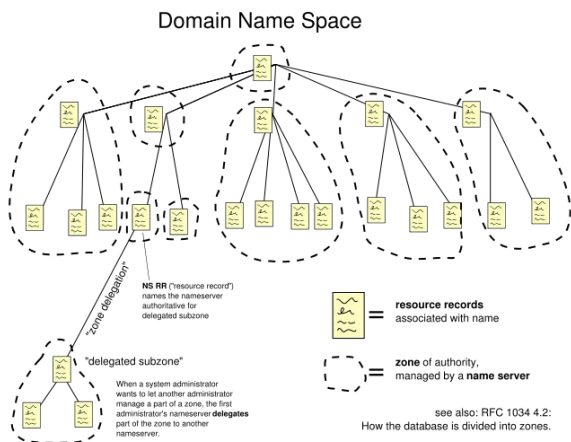 Domain Name Space
"zone delegation"
NS RR ("resource record")
names the nameserver
authoritative for
delegated subzone
"delegated subzone"
When a system administrator
wants to let another administrator
manage a part of a zone, the first
administrator's nameserver delegates
part of the zone to another
nameserver.
= resource records
associated with name
= zone of authority,
managed by a name server
see also: RFC 1034 4.2:
How the database is divided into zones.